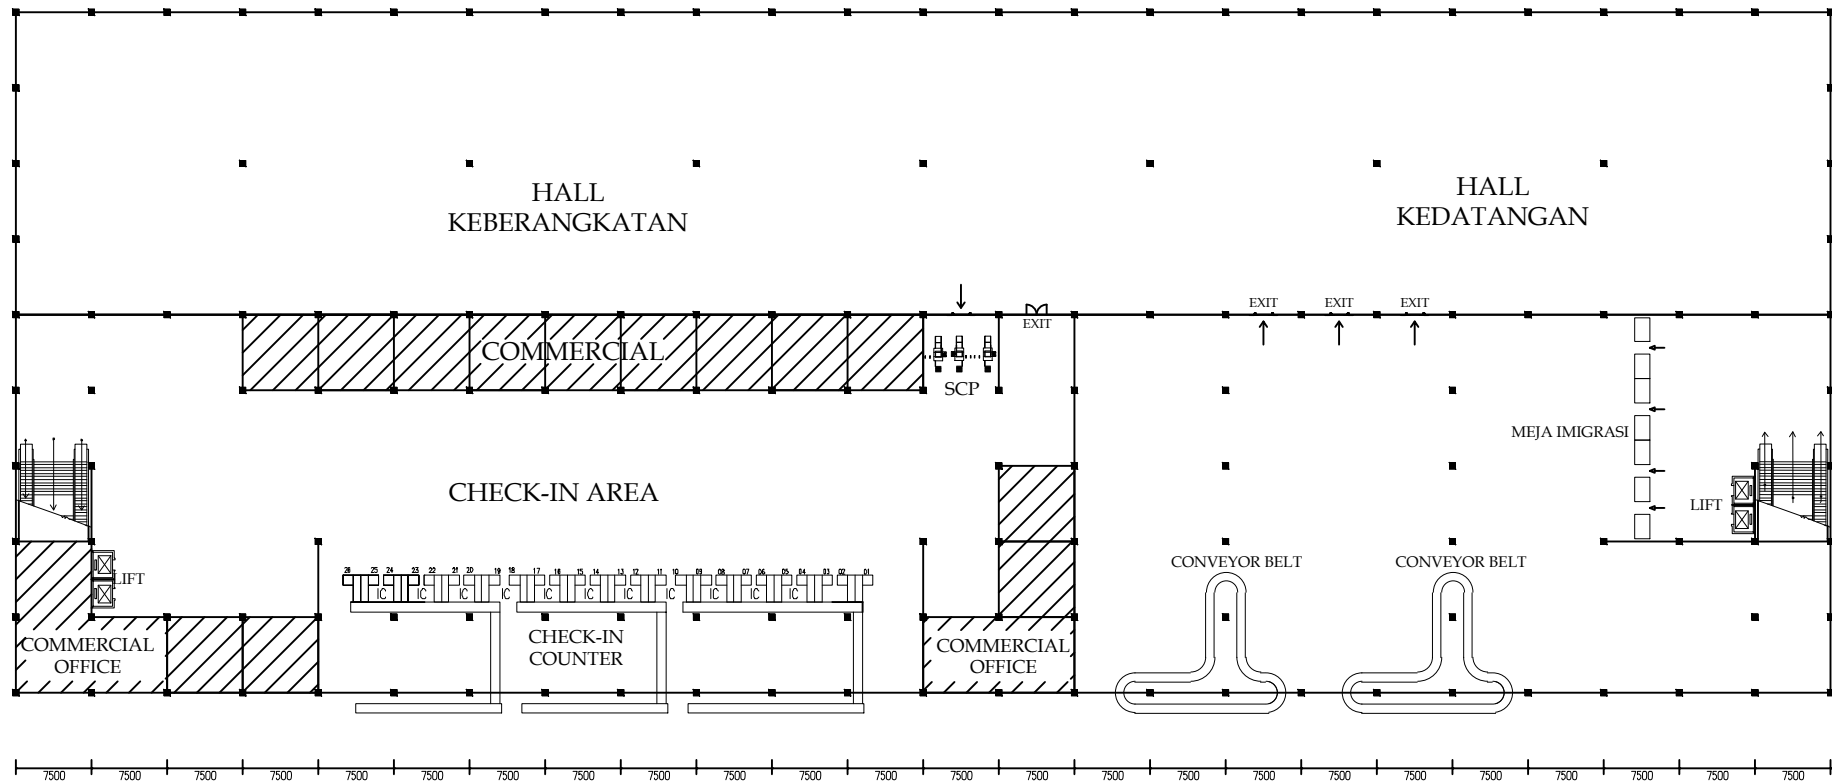 HALL
KEBERANGKATAN
HALL
KEDATANGAN
EXIT
EXIT
EXIT
EXIT
COMMERCIAL
SCP
MEJA IMIGRASI
CHECK-IN AREA
LIFT
CONVEYOR BELT
CONVEYOR BELT
LIFT
26 25 24 23 22 21 20 19 18 17 16 15 14 13 12 11 10 09 08 07 06 05 04 03 02 01
IC IC IC IC IC IC IC IC IC IC IC
COMMERCIAL
OFFICE
CHECK-IN
COUNTER
COMMERCIAL
OFFICE
7500 7500 7500 7500 7500 7500 7500 7500 7500 7500 7500 7500 7500 7500 7500 7500 7500 7500 7500 7500 7500 7500 7500 7500